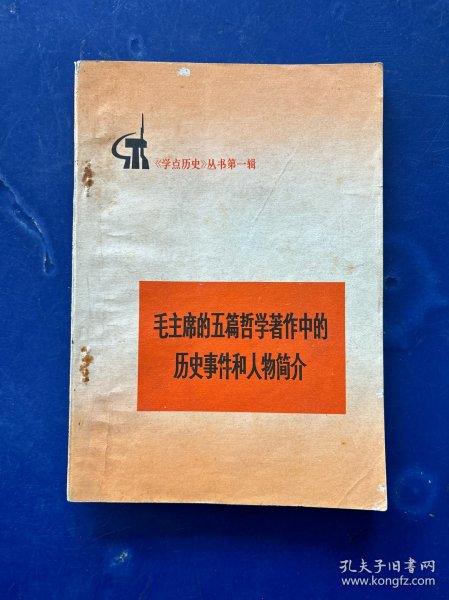 《学点历史》丛书第一辑
毛主席的五篇哲学著作中的
历史事件和人物简介
孔夫子旧书网
www.kongfz.com